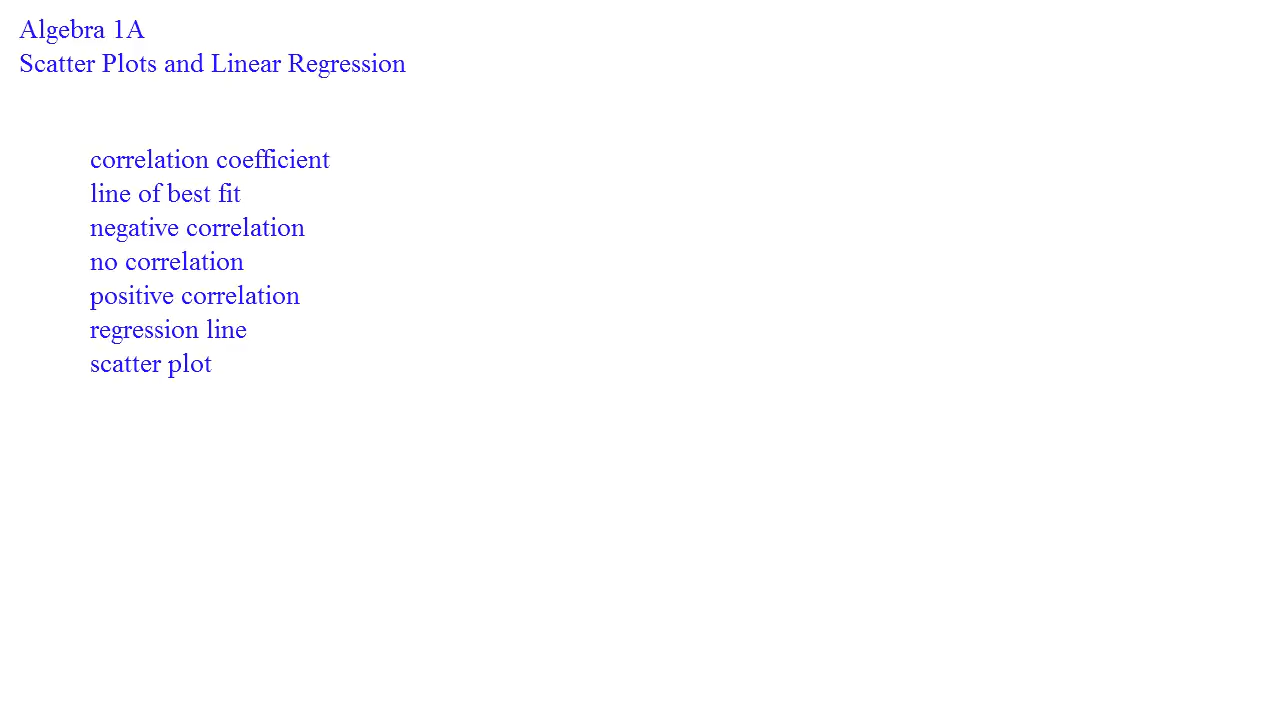 Algebra 1A
Scatter Plots and Linear Regression
correlation coefficient
line of best fit
negative correlation
no correlation
positive correlation
regression line
scatter plot